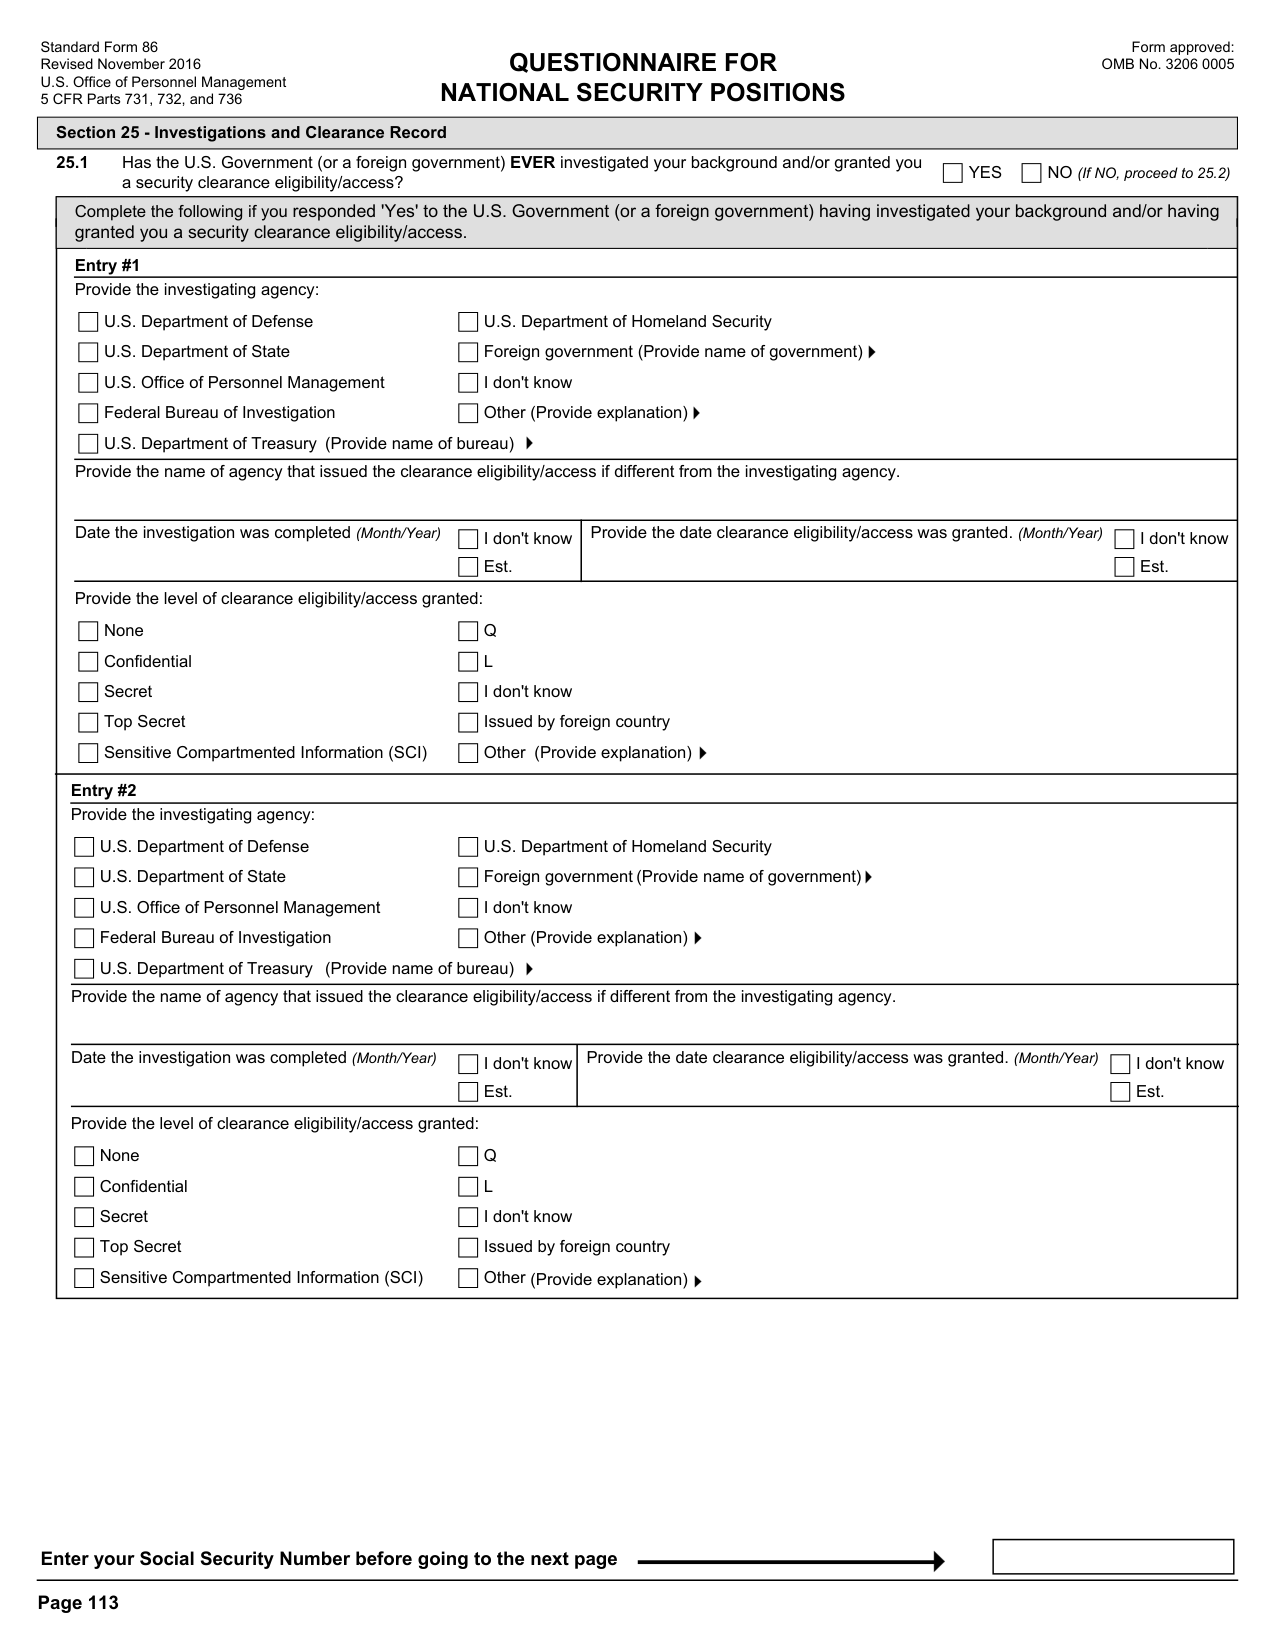 Standard Form 86
Revised November 2016
U.S. Office of Personnel Management
5 CFR Parts 731, 732, and 736
QUESTIONNAIRE FOR
NATIONAL SECURITY POSITIONS
Form approved:
OMB No. 3206 0005
Section 25 - Investigations and Clearance Record
25.1 Has the U.S. Government (or a foreign government) EVER investigated your background and/or granted you
a security clearance eligibility/access?
YES NO (If NO, proceed to 25.2)
Complete the following if you responded 'Yes' to the U.S. Government (or a foreign government) having investigated your background and/or having
granted you a security clearance eligibility/access.
Entry #1
Provide the investigating agency:
U.S. Department of Defense U.S. Department of Homeland Security
U.S. Department of State Foreign government (Provide name of government)
U.S. Office of Personnel Management I don't know
Federal Bureau of Investigation Other (Provide explanation)
U.S. Department of Treasury (Provide name of bureau)
Provide the name of agency that issued the clearance eligibility/access if different from the investigating agency.
Date the investigation was completed (Month/Year) I don't know Provide the date clearance eligibility/access was granted. (Month/Year) I don't know
Est. Est.
Provide the level of clearance eligibility/access granted:
None Q
Confidential L
Secret I don't know
Top Secret Issued by foreign country
Sensitive Compartmented Information (SCI) Other (Provide explanation)
Entry #2
Provide the investigating agency:
U.S. Department of Defense U.S. Department of Homeland Security
U.S. Department of State Foreign government (Provide name of government)
U.S. Office of Personnel Management I don't know
Federal Bureau of Investigation Other (Provide explanation)
U.S. Department of Treasury (Provide name of bureau)
Provide the name of agency that issued the clearance eligibility/access if different from the investigating agency.
Date the investigation was completed (Month/Year) I don't know Provide the date clearance eligibility/access was granted. (Month/Year) I don't know
Est. Est.
Provide the level of clearance eligibility/access granted:
None Q
Confidential L
Secret I don't know
Top Secret Issued by foreign country
Sensitive Compartmented Information (SCI) Other (Provide explanation)
Enter your Social Security Number before going to the next page
Page 113